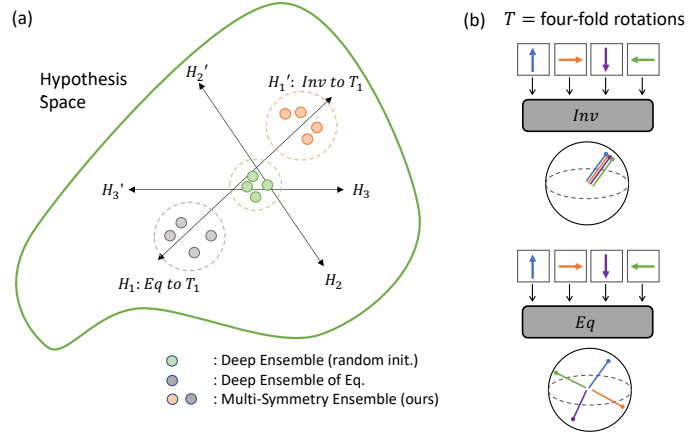 (a)
Hypothesis
Space
H₂'
H₁': Inv to T₁
H₃'
H₃
H₁: Eq to T₁
H₂
: Deep Ensemble (random init.)
: Deep Ensemble of Eq.
: Multi-Symmetry Ensemble (ours)
(b) T = four-fold rotations
Inv
Eq